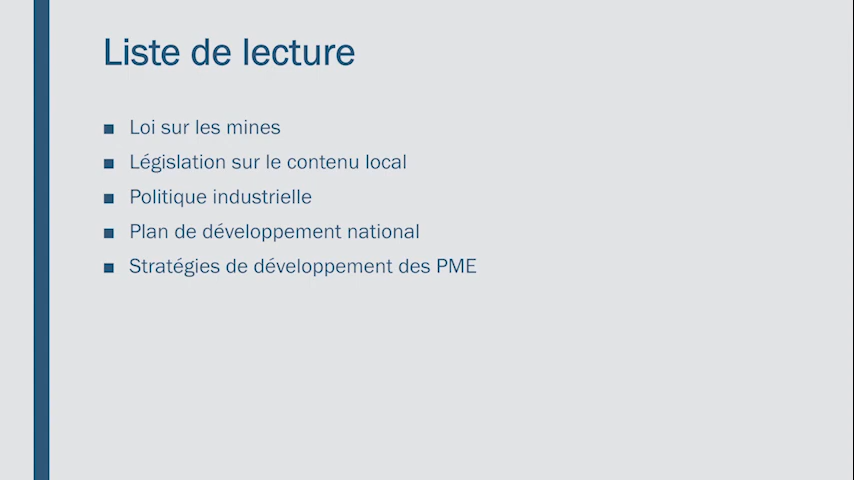 Liste de lecture
■ Loi sur les mines
■ Législation sur le contenu local
■ Politique industrielle
■ Plan de développement national
■ Stratégies de développement des PME